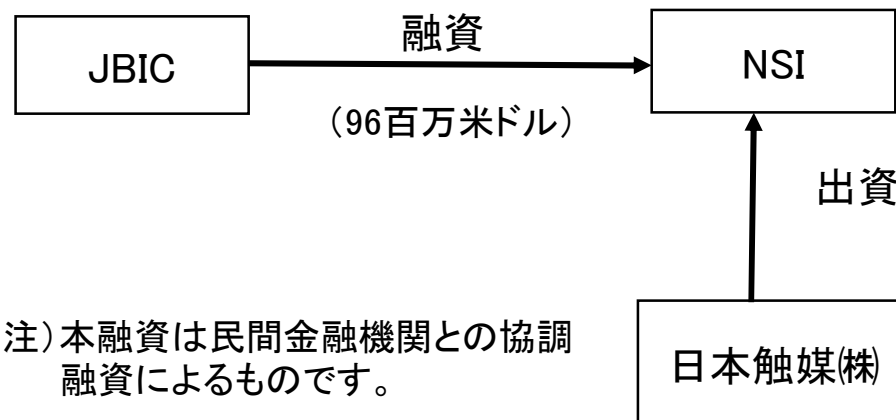 融資
JBIC
NSI
（96百万米ドル）
出資
注）本融資は民間金融機関との協調
融資によるものです。
日本触媒㈱